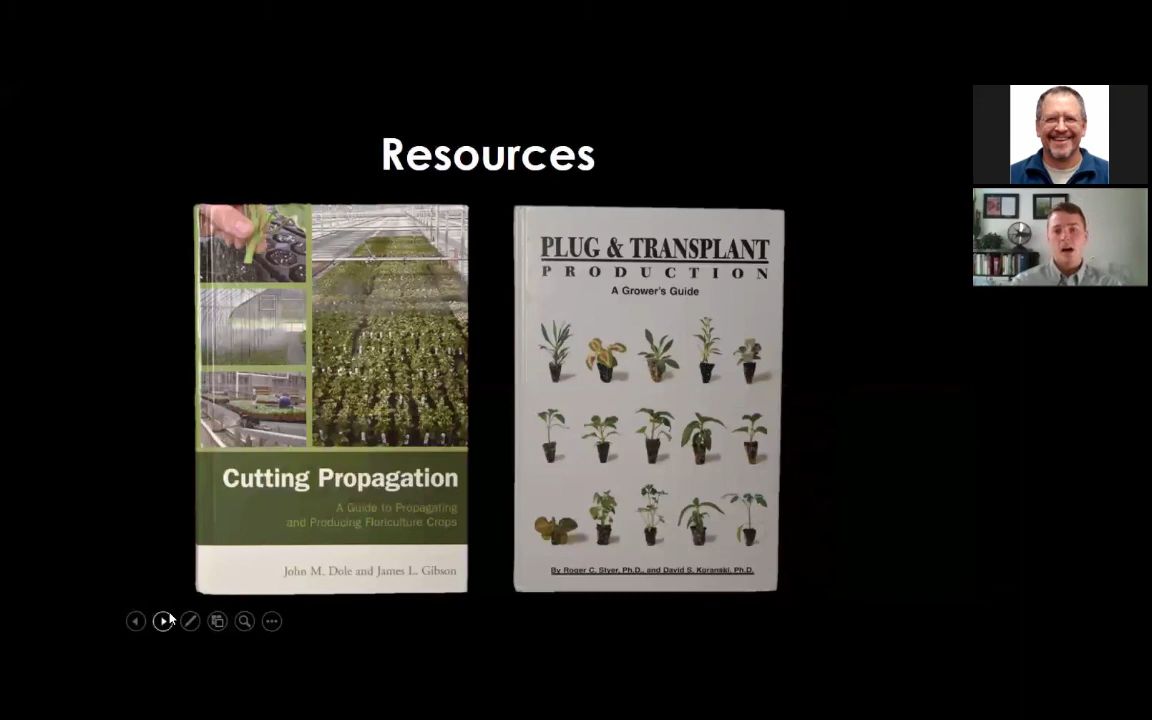 Resources
Cutting Propagation
A Guide to Propagating
and Producing Floriculture Crops
John M. Dole and James L. Gibson
PLUG & TRANSPLANT
PRODUCTION
A Grower's Guide
By Roger C. Styer, Ph.D., and David S. Koranski, Ph.D.